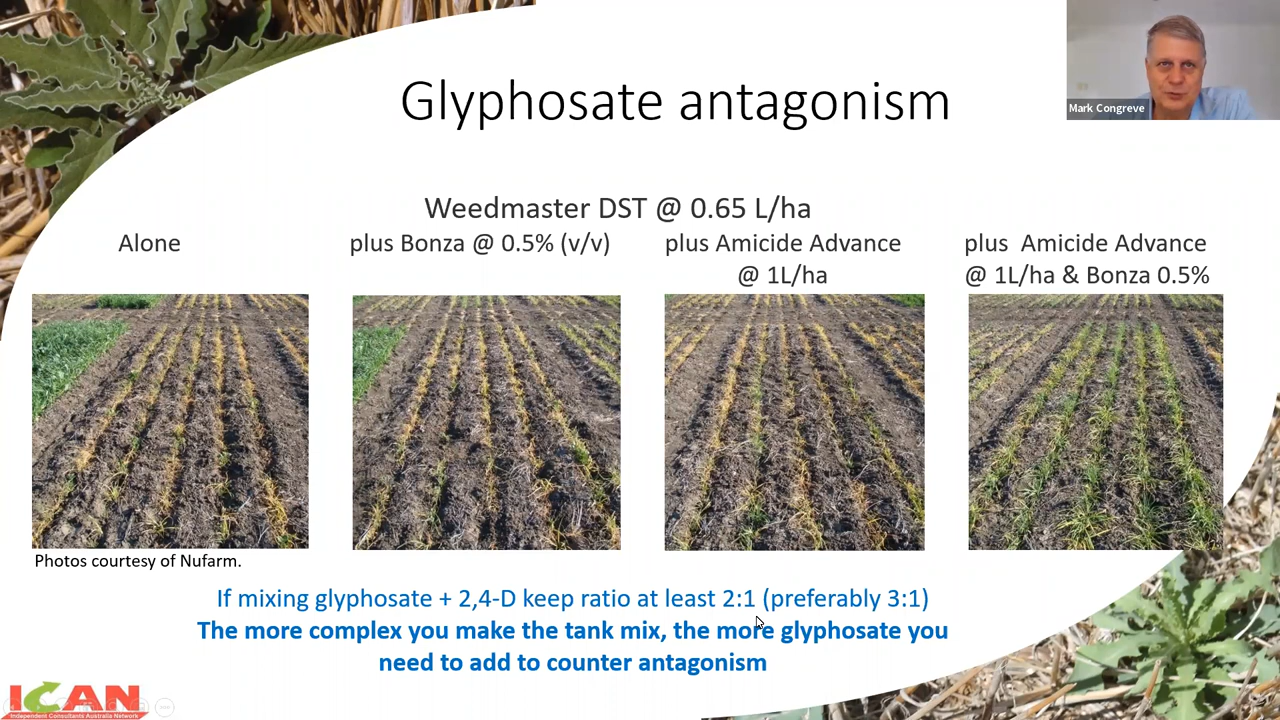 Mark Congreve
Glyphosate antagonism
Weedmaster DST @ 0.65 L/ha
Alone
plus Bonza @ 0.5% (v/v)
plus Amicide Advance
@ 1L/ha
plus Amicide Advance
@ 1L/ha & Bonza 0.5%
Photos courtesy of Nufarm.
If mixing glyphosate + 2,4-D keep ratio at least 2:1 (preferably 3:1)
The more complex you make the tank mix, the more glyphosate you
need to add to counter antagonism
ICAN
Independent Consultants Australia Network